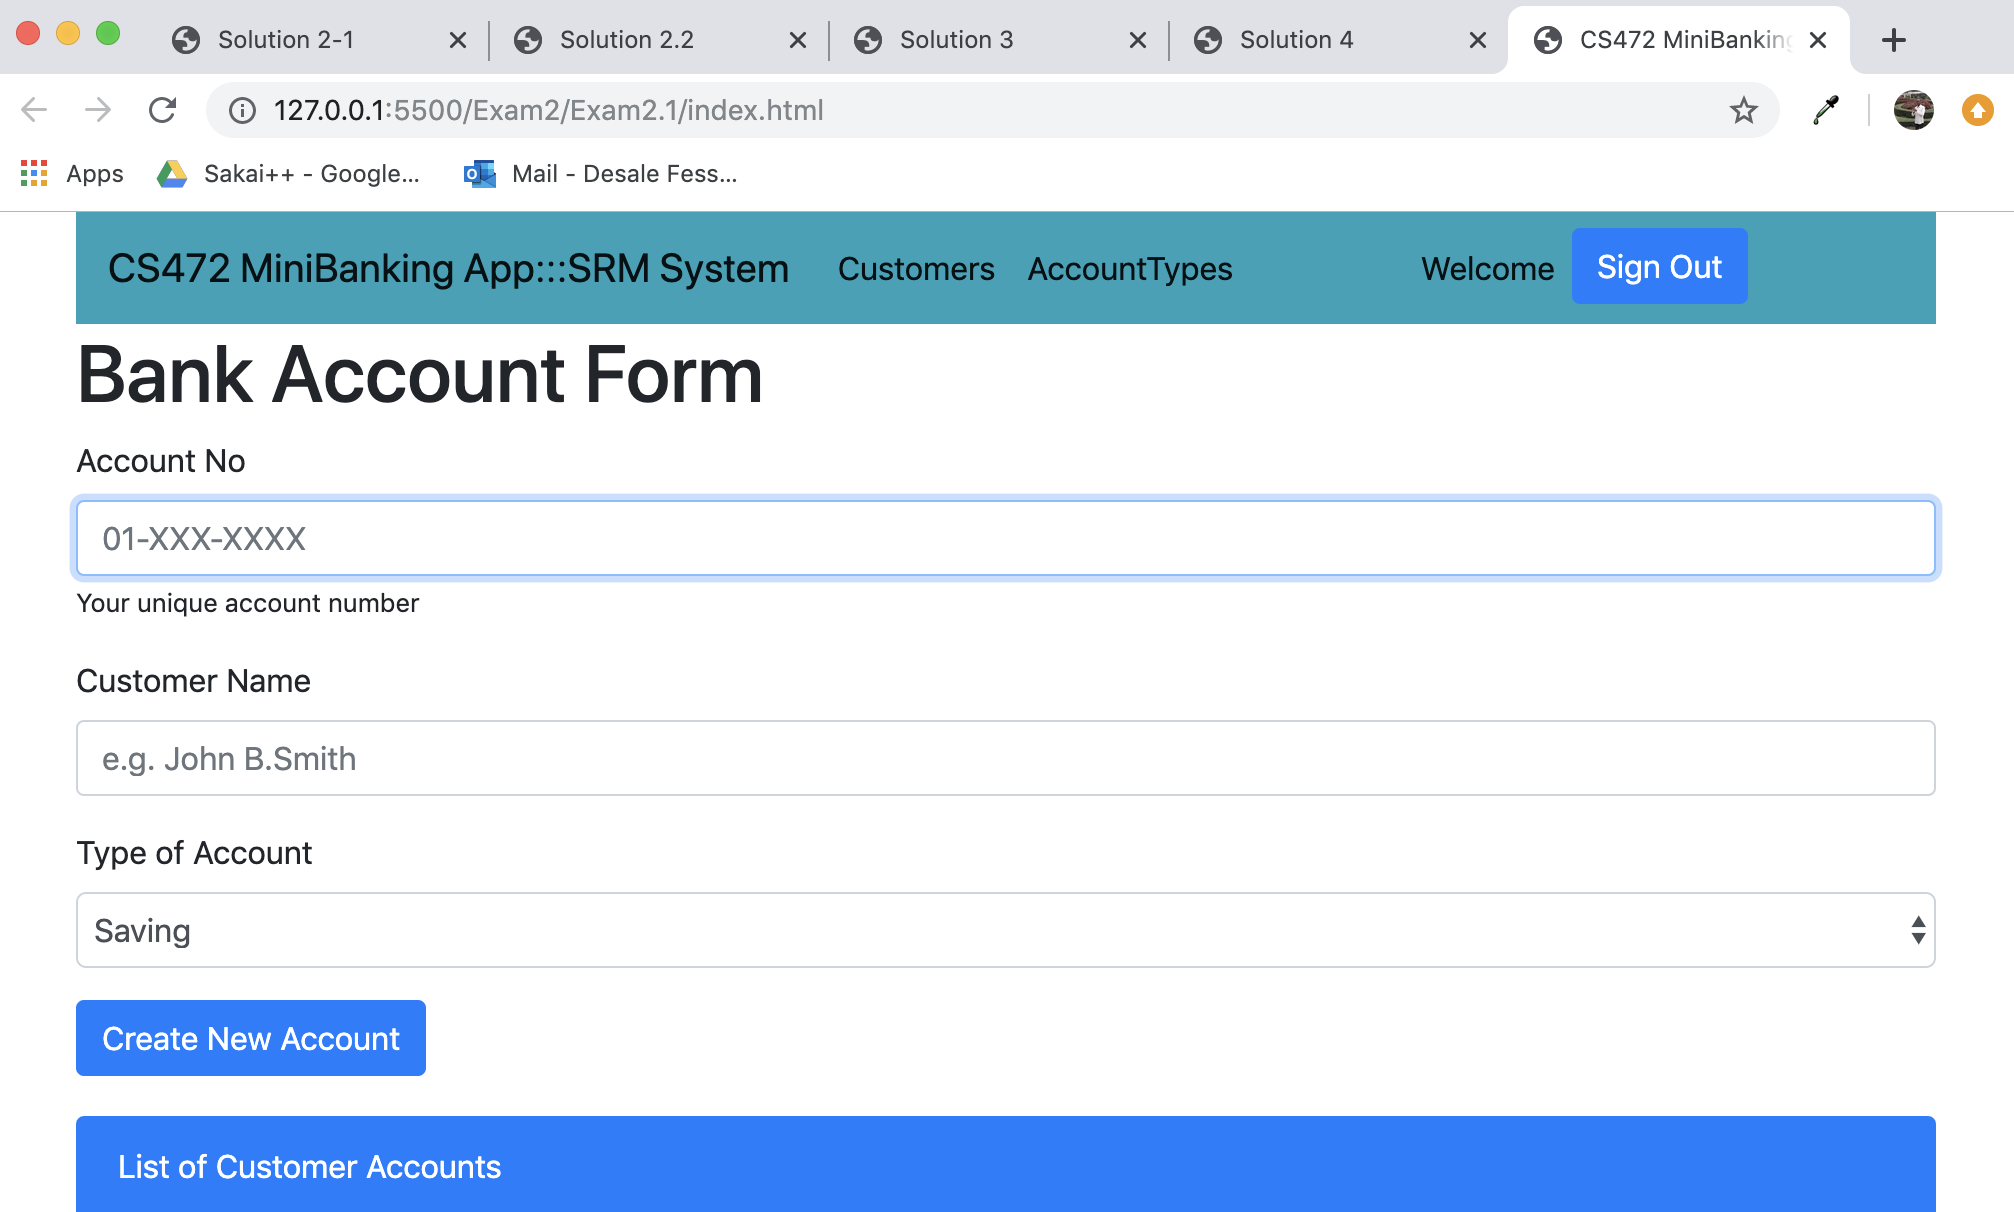 Solution 2-1
Solution 2.2
Solution 3
Solution 4
CS472 MiniBanking
127.0.0.1:5500/Exam2/Exam2.1/index.html
Apps
Sakai++ - Google...
Mail - Desale Fess...
CS472 MiniBanking App:::SRM System
Customers
AccountTypes
Welcome
Sign Out
Bank Account Form
Account No
01-XXX-XXXX
Your unique account number
Customer Name
e.g. John B.Smith
Type of Account
Saving
Create New Account
List of Customer Accounts